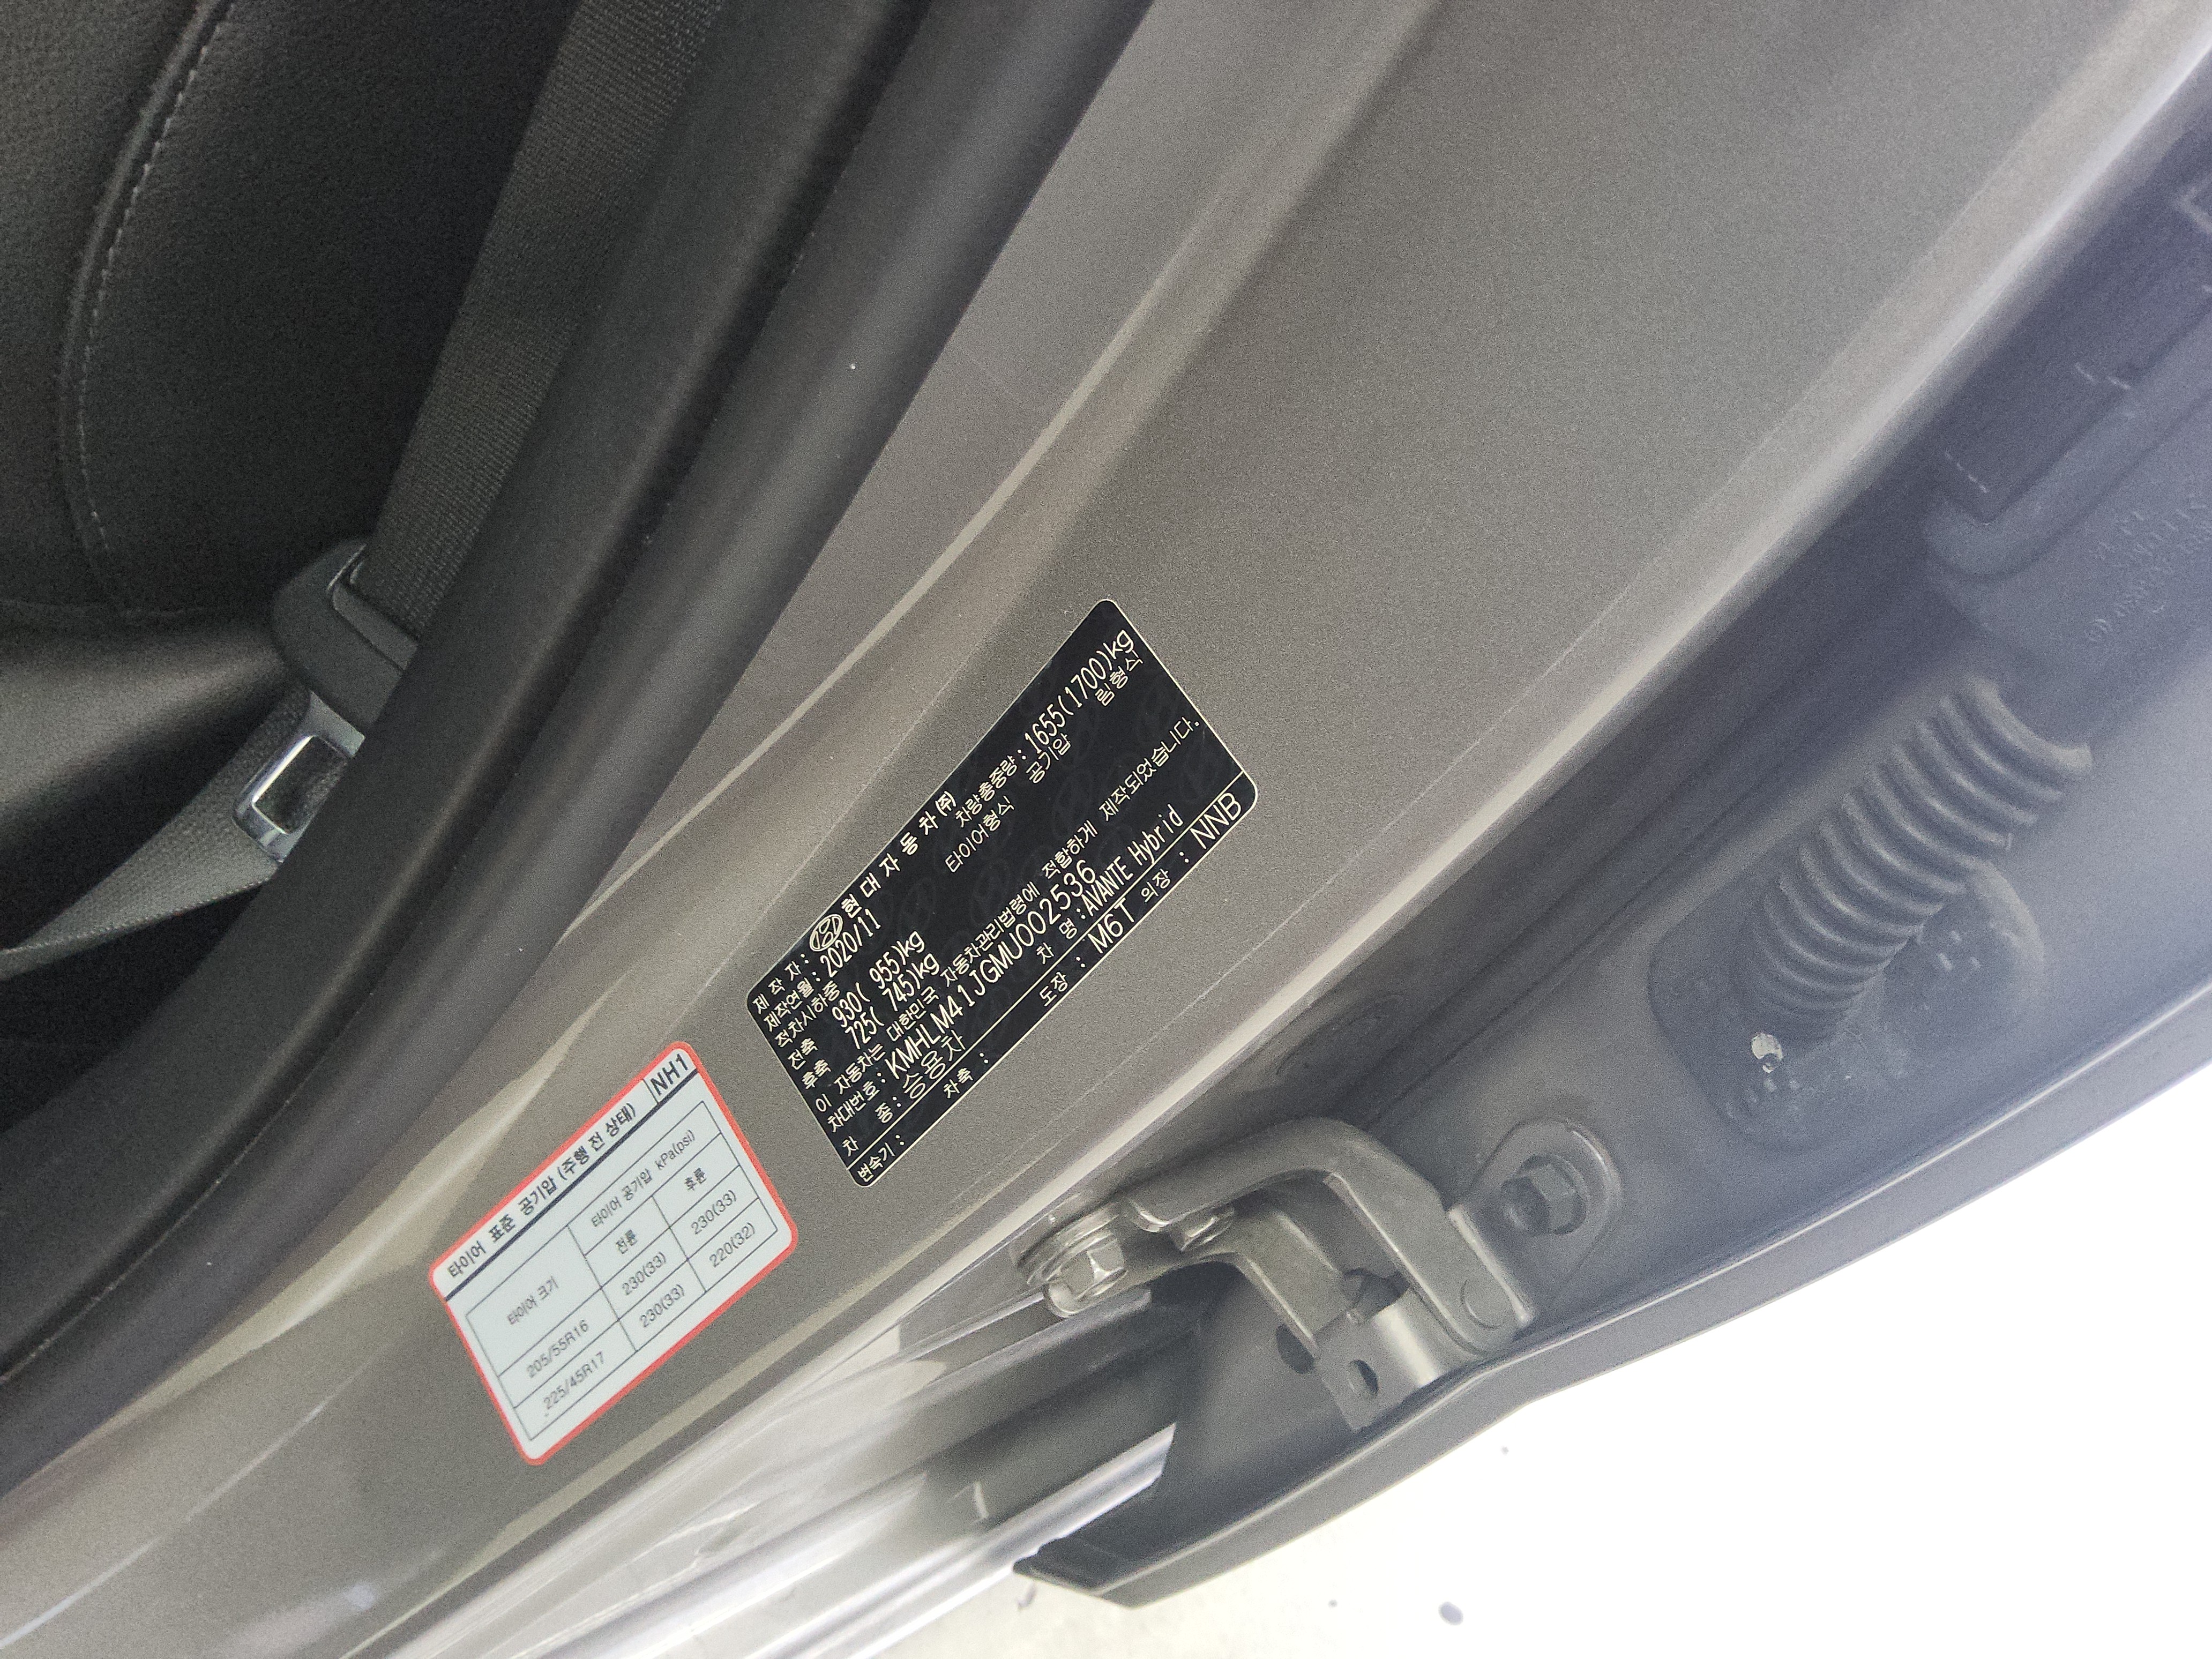 제 작 자 : 현 대 자 동 차 (주)
제작연월 : 2020/11 차량총중량 : 1655(1700)kg
적차시하중 타이어형식 공기압 림형식
전축 930( 955)kg
후축 725( 745)kg
이 자동차는 대한민국 자동차관리법령에 적합하게 제작되었습니다.
차대번호 : KMHLM41JGMU002536
차 종 : 승용차 차 명 : AVANTE Hybrid
변속기 : 차축 : 도장 : M6T 의장 : NNB
타이어 표준 공기압 (주행 전 상태) NH1
타이어 크기 타이어 공기압 kPa(psi)
전륜 후륜
205/55R16 230(33) 230(33)
225/45R17 230(33) 220(32)